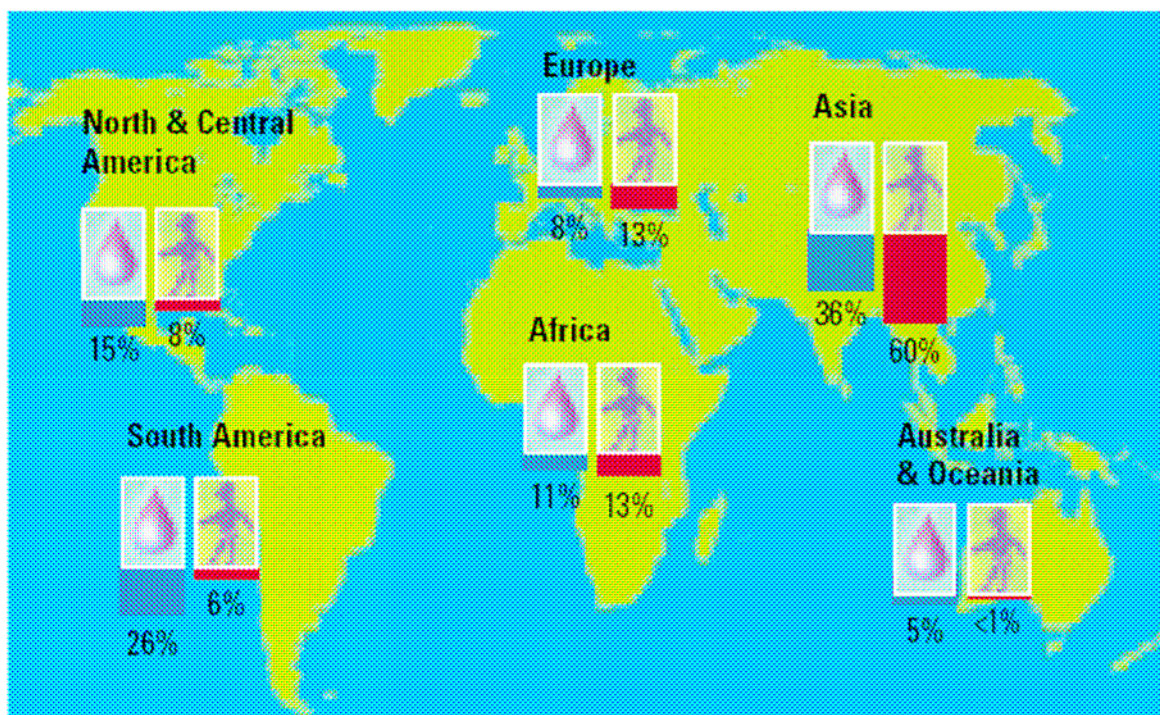 Europe
8%
13%
Asia
36%
60%
North & Central
America
15%
8%
Africa
11%
13%
South America
26%
6%
Australia
& Oceania
5%
<1%